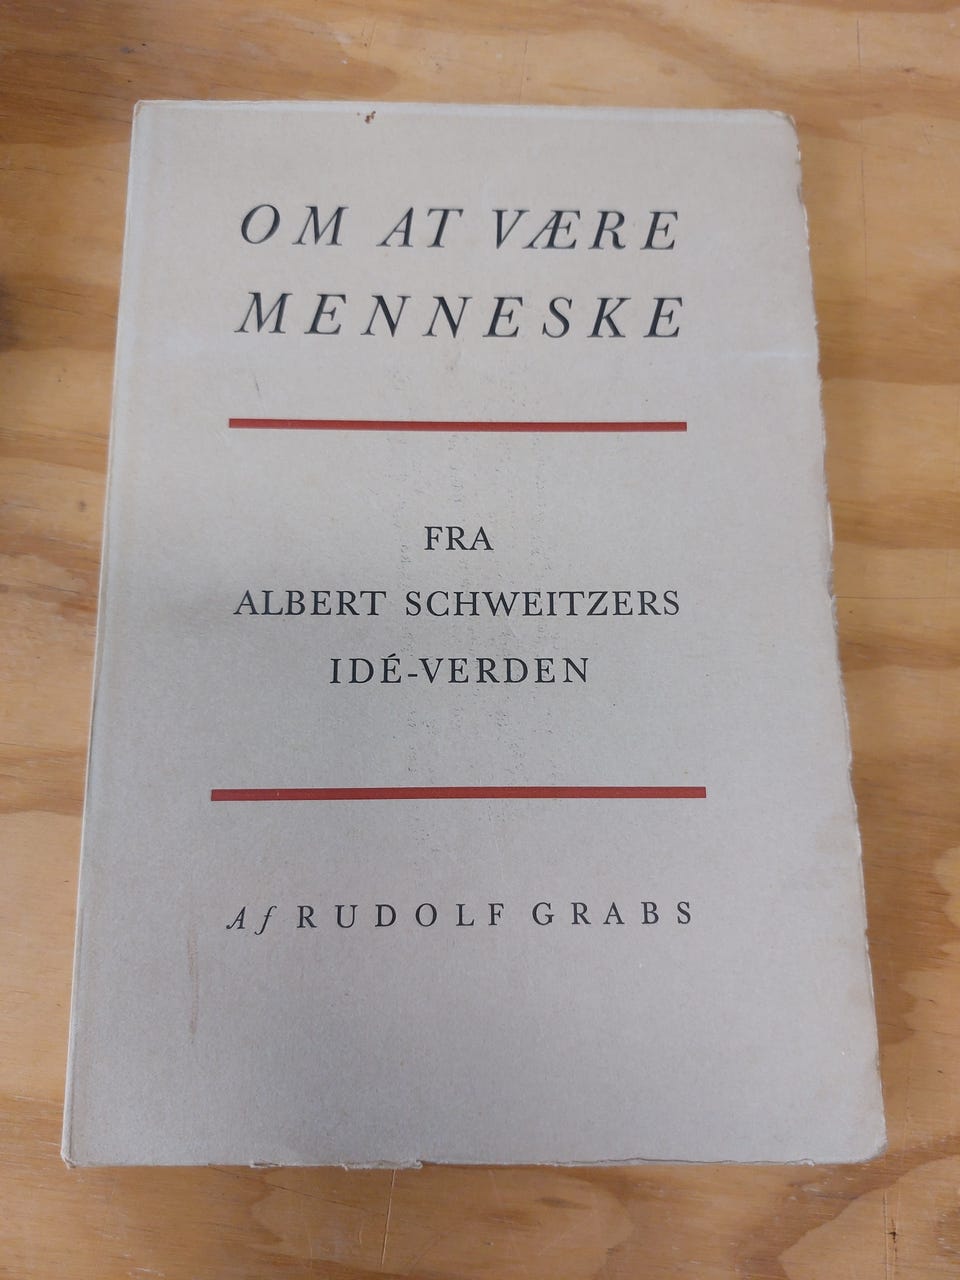 OM AT VÆRE
MENNESKE
FRA
ALBERT SCHWEITZERS
IDÉ-VERDEN
Af RUDOLF GRABS